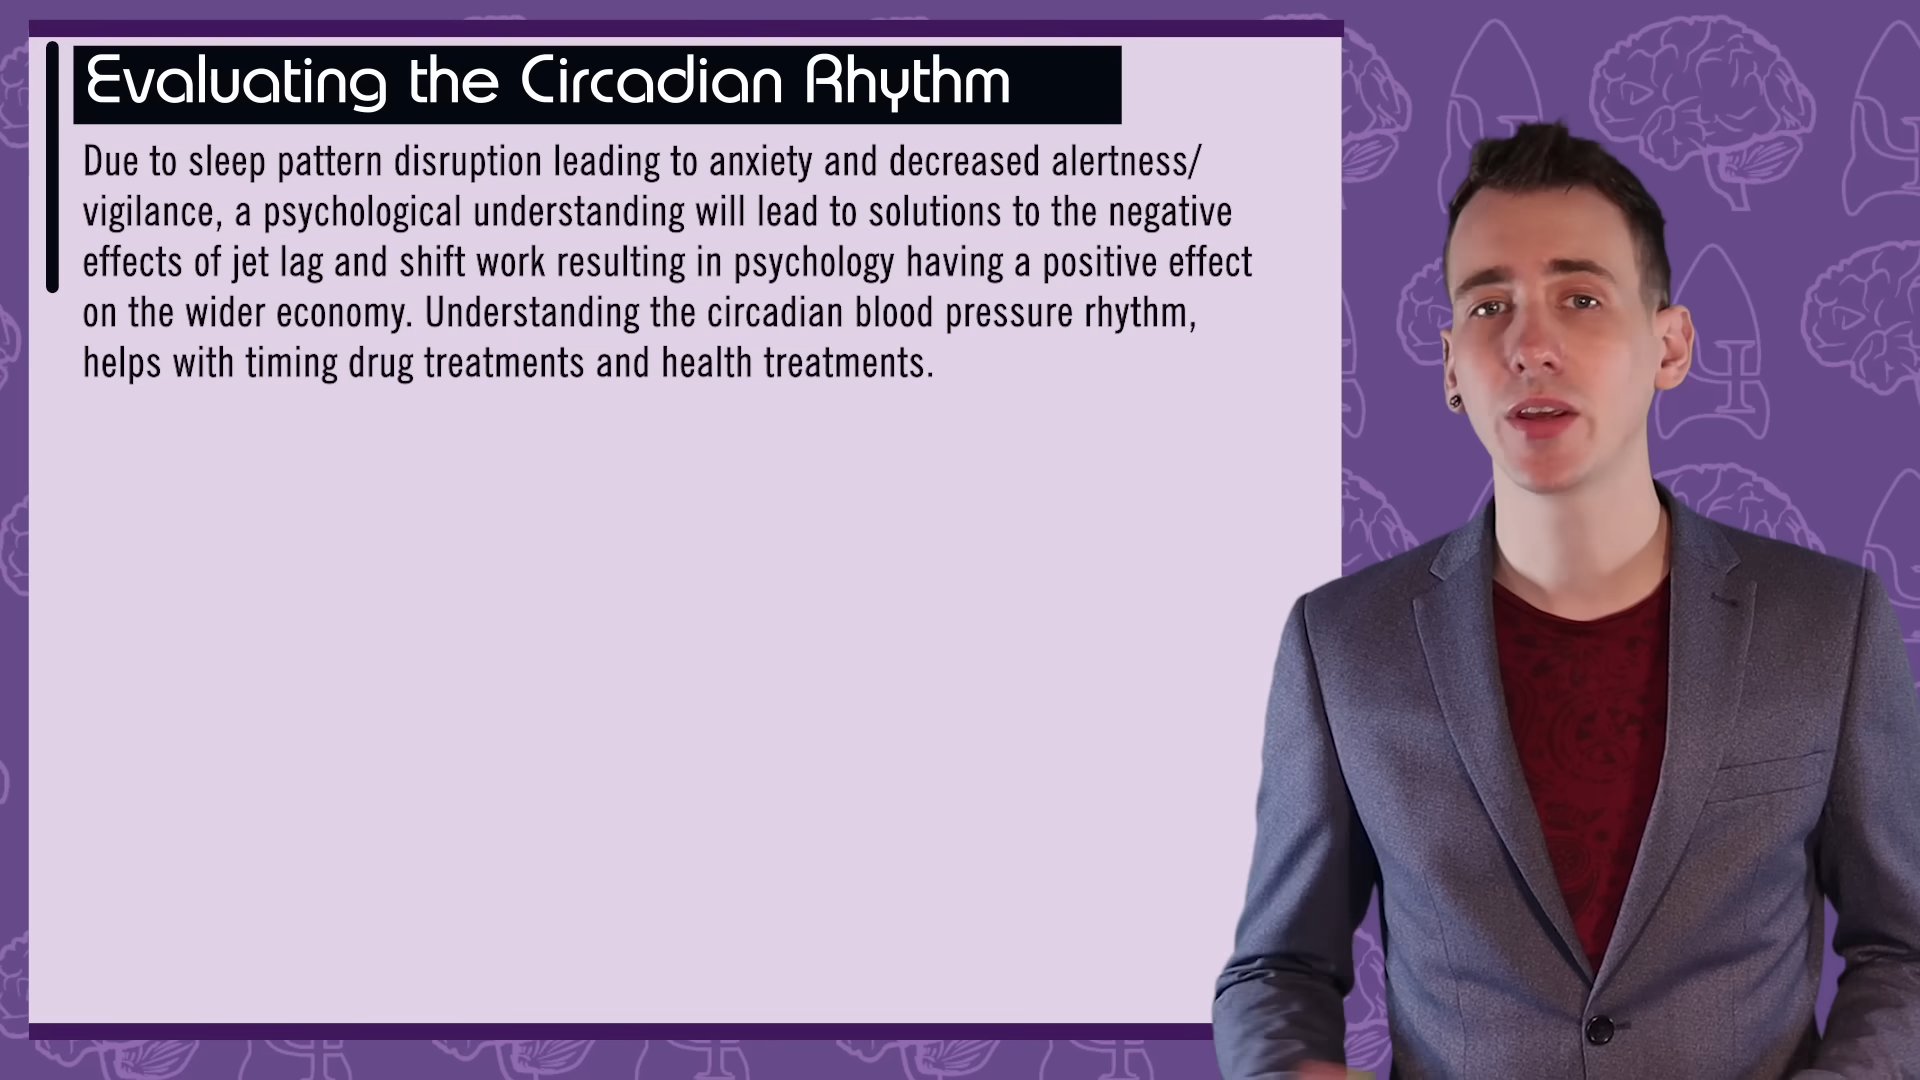 Evaluating the Circadian Rhythm
Due to sleep pattern disruption leading to anxiety and decreased alertness/
vigilance, a psychological understanding will lead to solutions to the negative
effects of jet lag and shift work resulting in psychology having a positive effect
on the wider economy. Understanding the circadian blood pressure rhythm,
helps with timing drug treatments and health treatments.